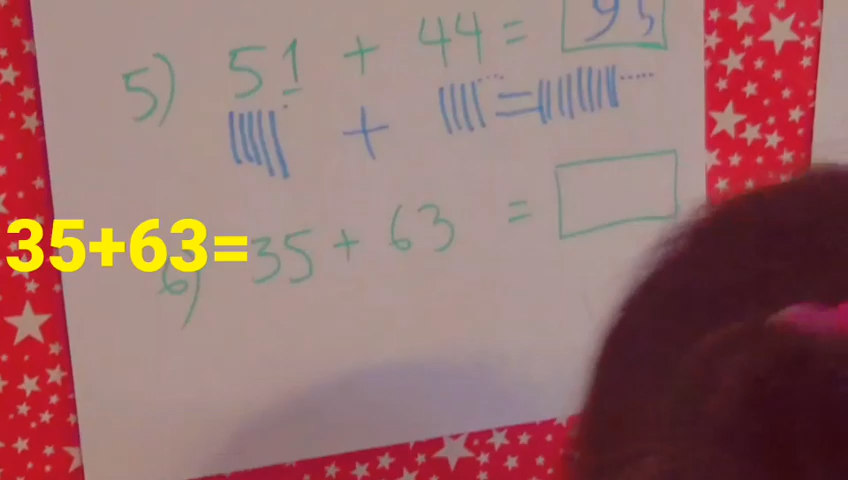 5) 51 + 44 = 95
+ =
35+63=
6) 35 + 63 =